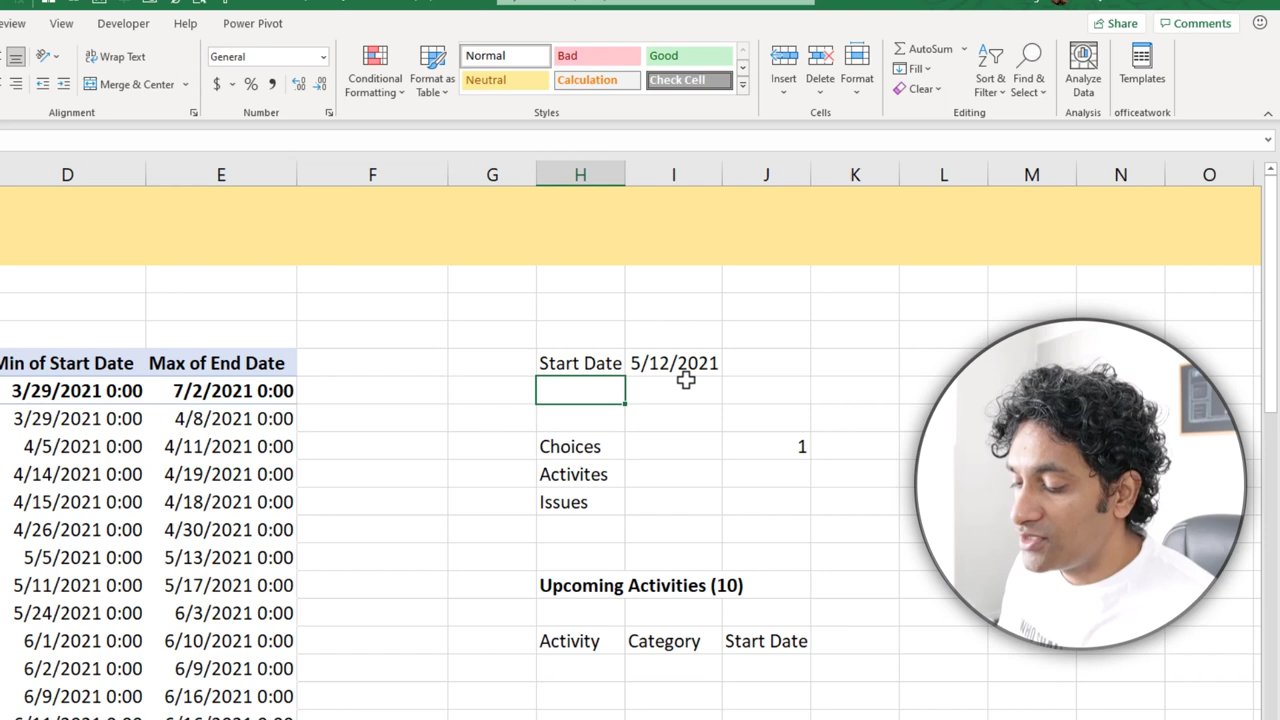 eview View Developer Help Power Pivot Share Comments
Wrap Text General Normal Bad Good AutoSum
Merge & Center $ % Conditional Formatting Format as Table Neutral Calculation Check Cell Insert Delete Format Fill Clear Sort & Filter Find & Select Analyze Data Templates
Alignment Number Styles Cells Editing Analysis officeatwork
D E F G H I J K L M N O
Min of Start Date Max of End Date Start Date 5/12/2021
3/29/2021 0:00 7/2/2021 0:00
3/29/2021 0:00 4/8/2021 0:00
4/5/2021 0:00 4/11/2021 0:00 Choices 1
4/14/2021 0:00 4/19/2021 0:00 Activites
4/15/2021 0:00 4/18/2021 0:00 Issues
4/26/2021 0:00 4/30/2021 0:00
5/5/2021 0:00 5/13/2021 0:00
5/11/2021 0:00 5/17/2021 0:00 Upcoming Activities (10)
5/24/2021 0:00 6/3/2021 0:00
6/1/2021 0:00 6/10/2021 0:00 Activity Category Start Date
6/2/2021 0:00 6/9/2021 0:00
6/9/2021 0:00 6/16/2021 0:00